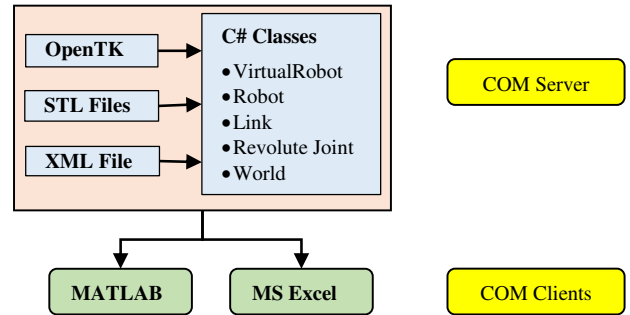 OpenTK
STL Files
XML File
C# Classes
•VirtualRobot
•Robot
•Link
•Revolute Joint
•World
COM Server
MATLAB
MS Excel
COM Clients